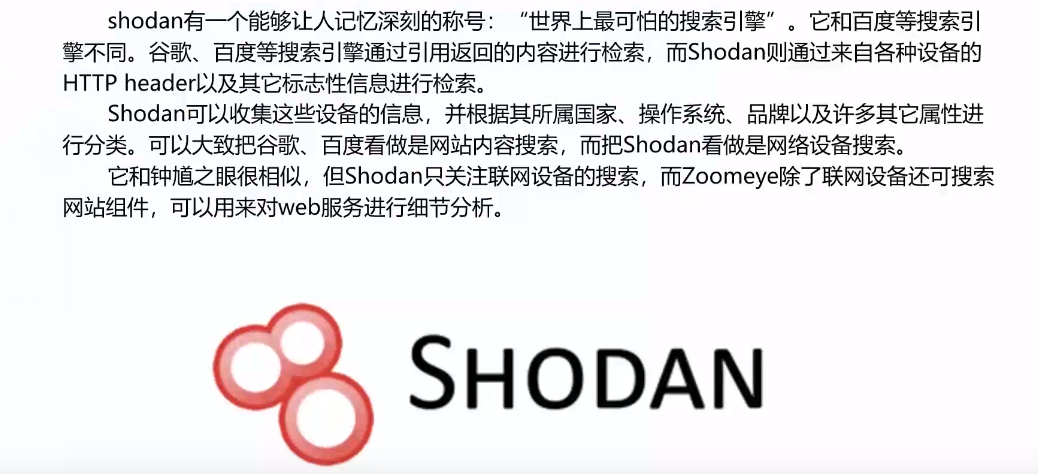 shodan有一个能够让人记忆深刻的称号：“世界上最可怕的搜索引擎”。它和百度等搜索引
擎不同。谷歌、百度等搜索引擎通过引用返回的内容进行检索，而Shodan则通过来自各种设备的
HTTP header以及其它标志性信息进行检索。
Shodan可以收集这些设备的信息，并根据其所属国家、操作系统、品牌以及许多其它属性进
行分类。可以大致把谷歌、百度看做是网站内容搜索，而把Shodan看做是网络设备搜索。
它和钟馗之眼很相似，但Shodan只关注联网设备的搜索，而Zoomeye除了联网设备还可搜索
网站组件，可以用来对web服务进行细节分析。
SHODAN